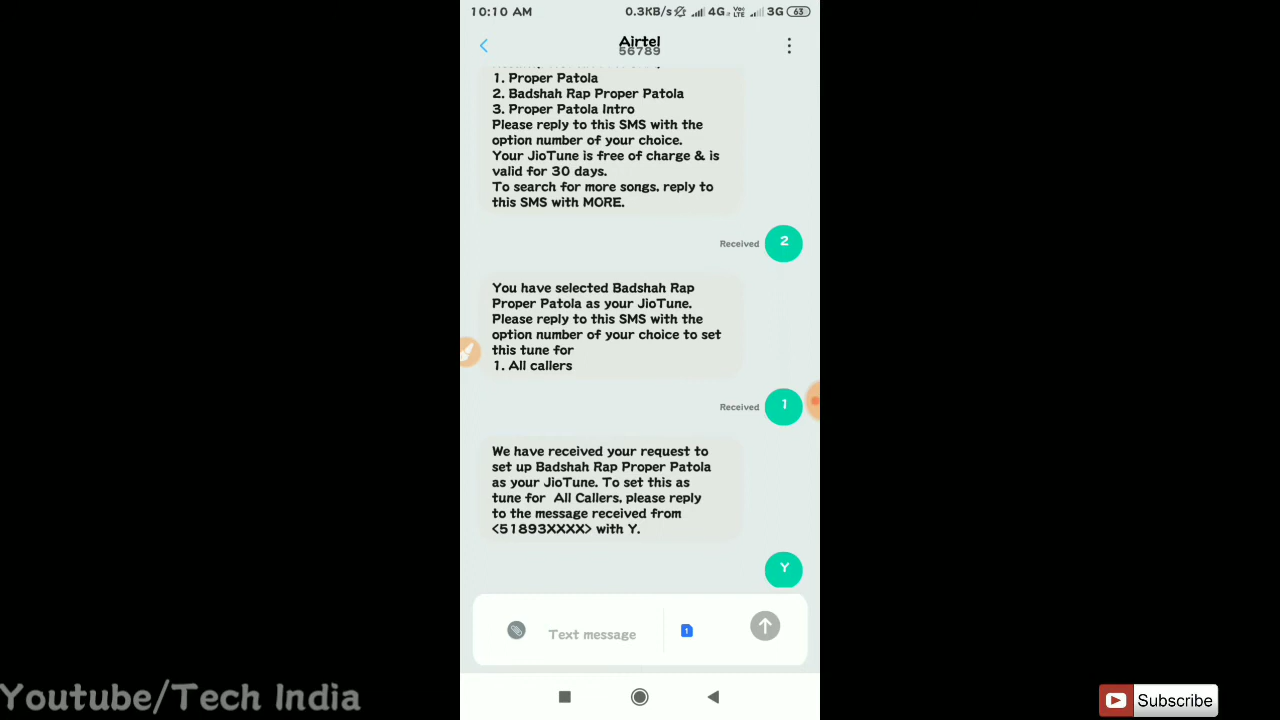 10:10 AM
0.3KB/s 4G Vo LTE 3G 63
Airtel
56789
1. Proper Patola
2. Badshah Rap Proper Patola
3. Proper Patola Intro
Please reply to this SMS with the
option number of your choice.
Your JioTune is free of charge & is
valid for 30 days.
To search for more songs, reply to
this SMS with MORE.
Received 2
You have selected Badshah Rap
Proper Patola as your JioTune.
Please reply to this SMS with the
option number of your choice to set
this tune for
1. All callers
Received 1
We have received your request to
set up Badshah Rap Proper Patola
as your JioTune. To set this as
tune for All Callers, please reply
to the message received from
<51893XXXX> with Y.
Y
Text message 1
Youtube/Tech India
Subscribe